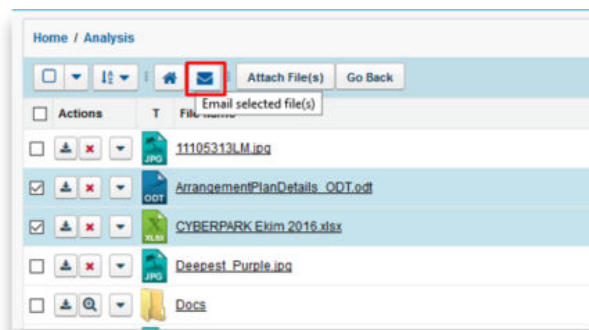 Home / Analysis
Attach File(s) Go Back
Email selected file(s)
Actions T File name
JPG 11105313LM.jpg
ODT ArrangementPlanDetails_ODT.odt
XLSX CYBERPARK Ekim 2016.xlsx
JPG Deepest_Purple.jpg
Docs